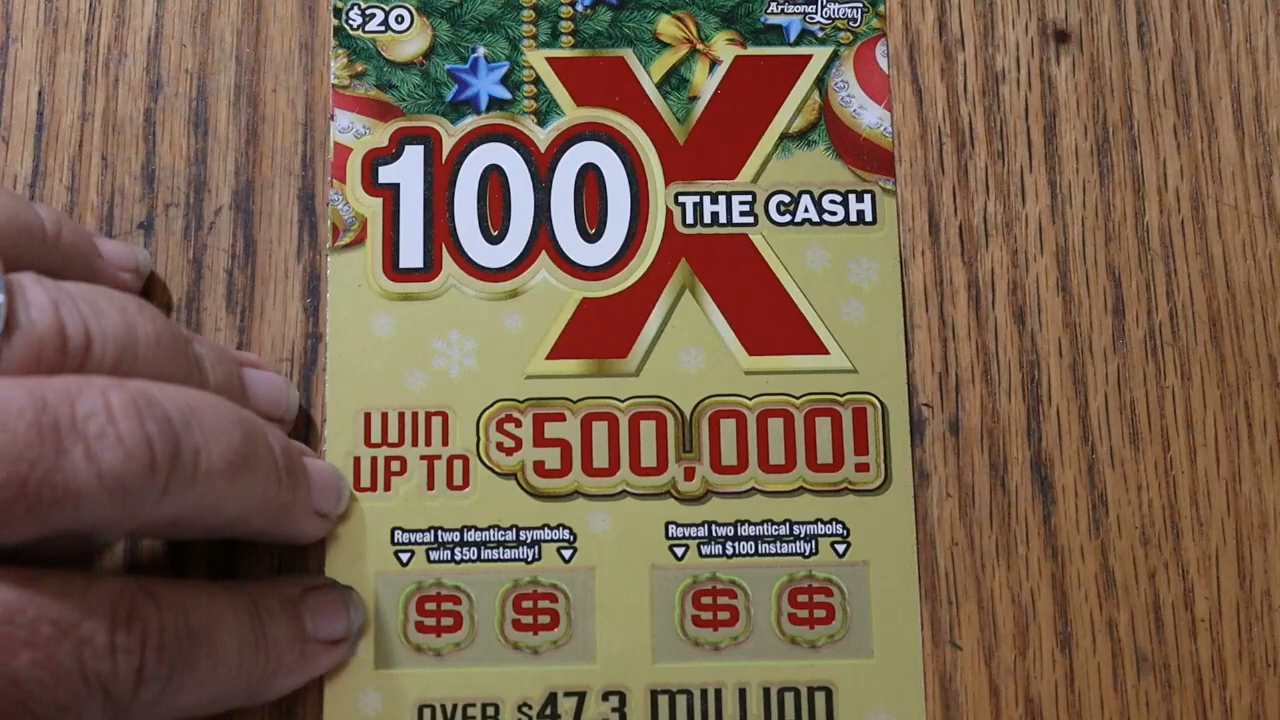 $20
Arizona Lottery
100X
THE CASH
WIN
UP TO
$500,000!
Reveal two identical symbols,
win $50 instantly!
Reveal two identical symbols,
win $100 instantly!
$ $
$ $
OVER $47.3 MILLION